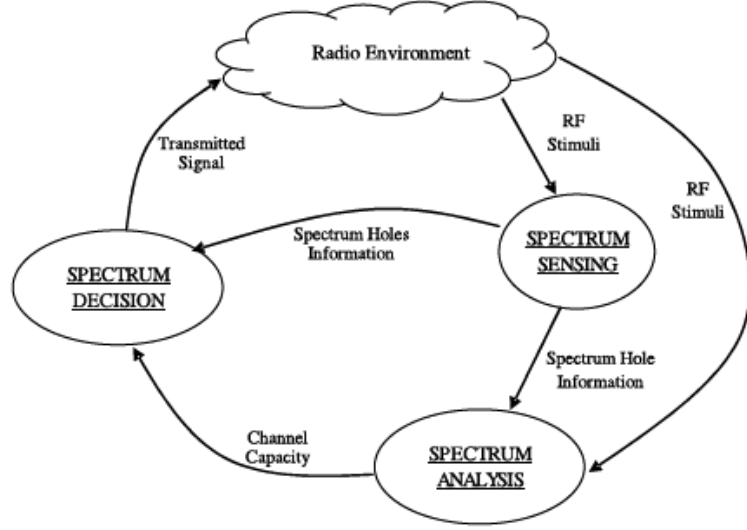 Radio Environment
RF
Stimuli
Transmitted
Signal
RF
Stimuli
Spectrum Holes
Information
SPECTRUM
SENSING
SPECTRUM
DECISION
Spectrum Hole
Information
Channel
Capacity
SPECTRUM
ANALYSIS